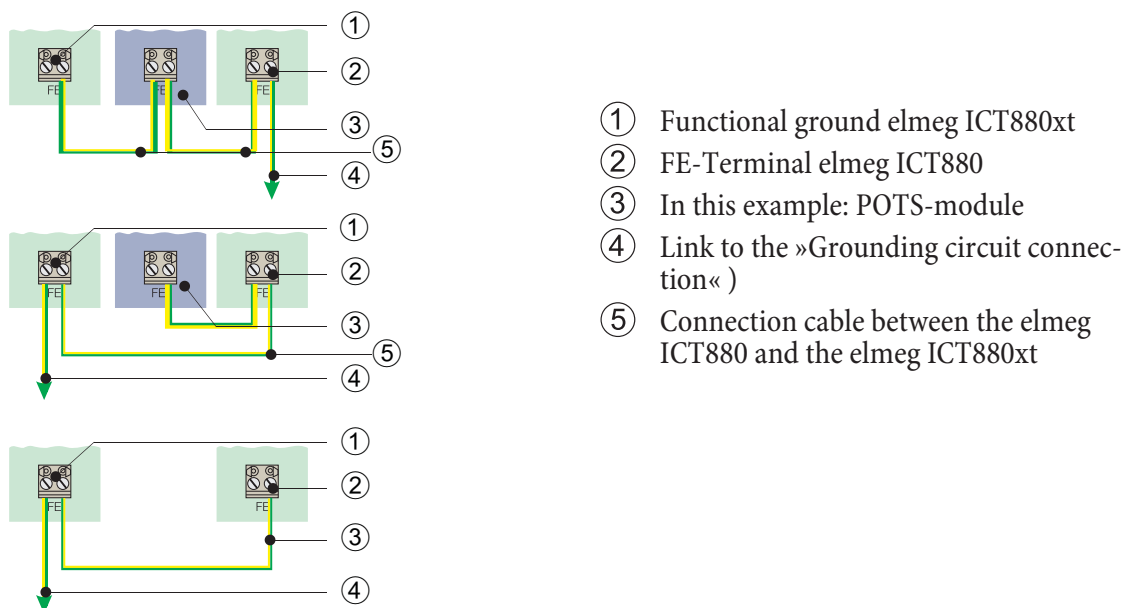 1
2
FE FE FE
3
5
4
1
2
FE FE FE
3
5
4
1
2
FE FE
3
4
1 Functional ground elmeg ICT880xt
2 FE-Terminal elmeg ICT880
3 In this example: POTS-module
4 Link to the »Grounding circuit connec-
tion« )
5 Connection cable between the elmeg
ICT880 and the elmeg ICT880xt